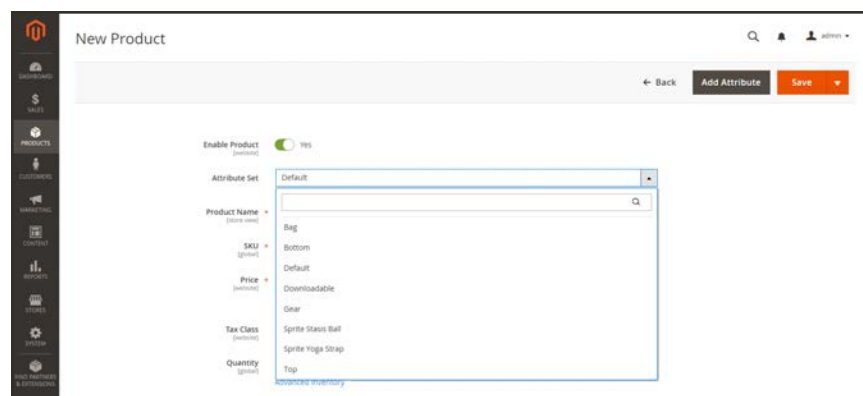 New Product
admin
DASHBOARD
SALES
PRODUCTS
CUSTOMERS
MARKETING
CONTENT
REPORTS
STORES
SYSTEM
FIND PARTNERS
& EXTENSIONS
← Back
Add Attribute
Save
Enable Product
[website]
Yes
Attribute Set
Default
Product Name *
[store view]
SKU *
[global]
Price *
[website]
Tax Class
[website]
Quantity
[global]
Bag
Bottom
Default
Downloadable
Gear
Sprite Stasis Ball
Sprite Yoga Strap
Top
Advanced Inventory